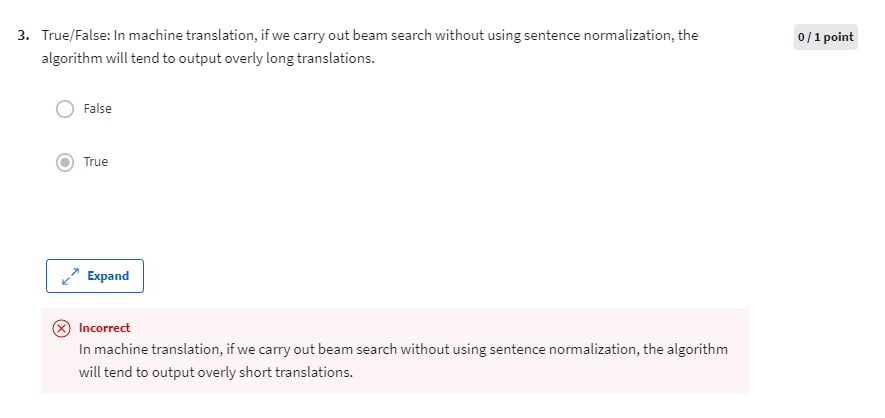 3. True/False: In machine translation, if we carry out beam search without using sentence normalization, the
0 / 1 point
algorithm will tend to output overly long translations.
False
True
Expand
Incorrect
In machine translation, if we carry out beam search without using sentence normalization, the algorithm
will tend to output overly short translations.